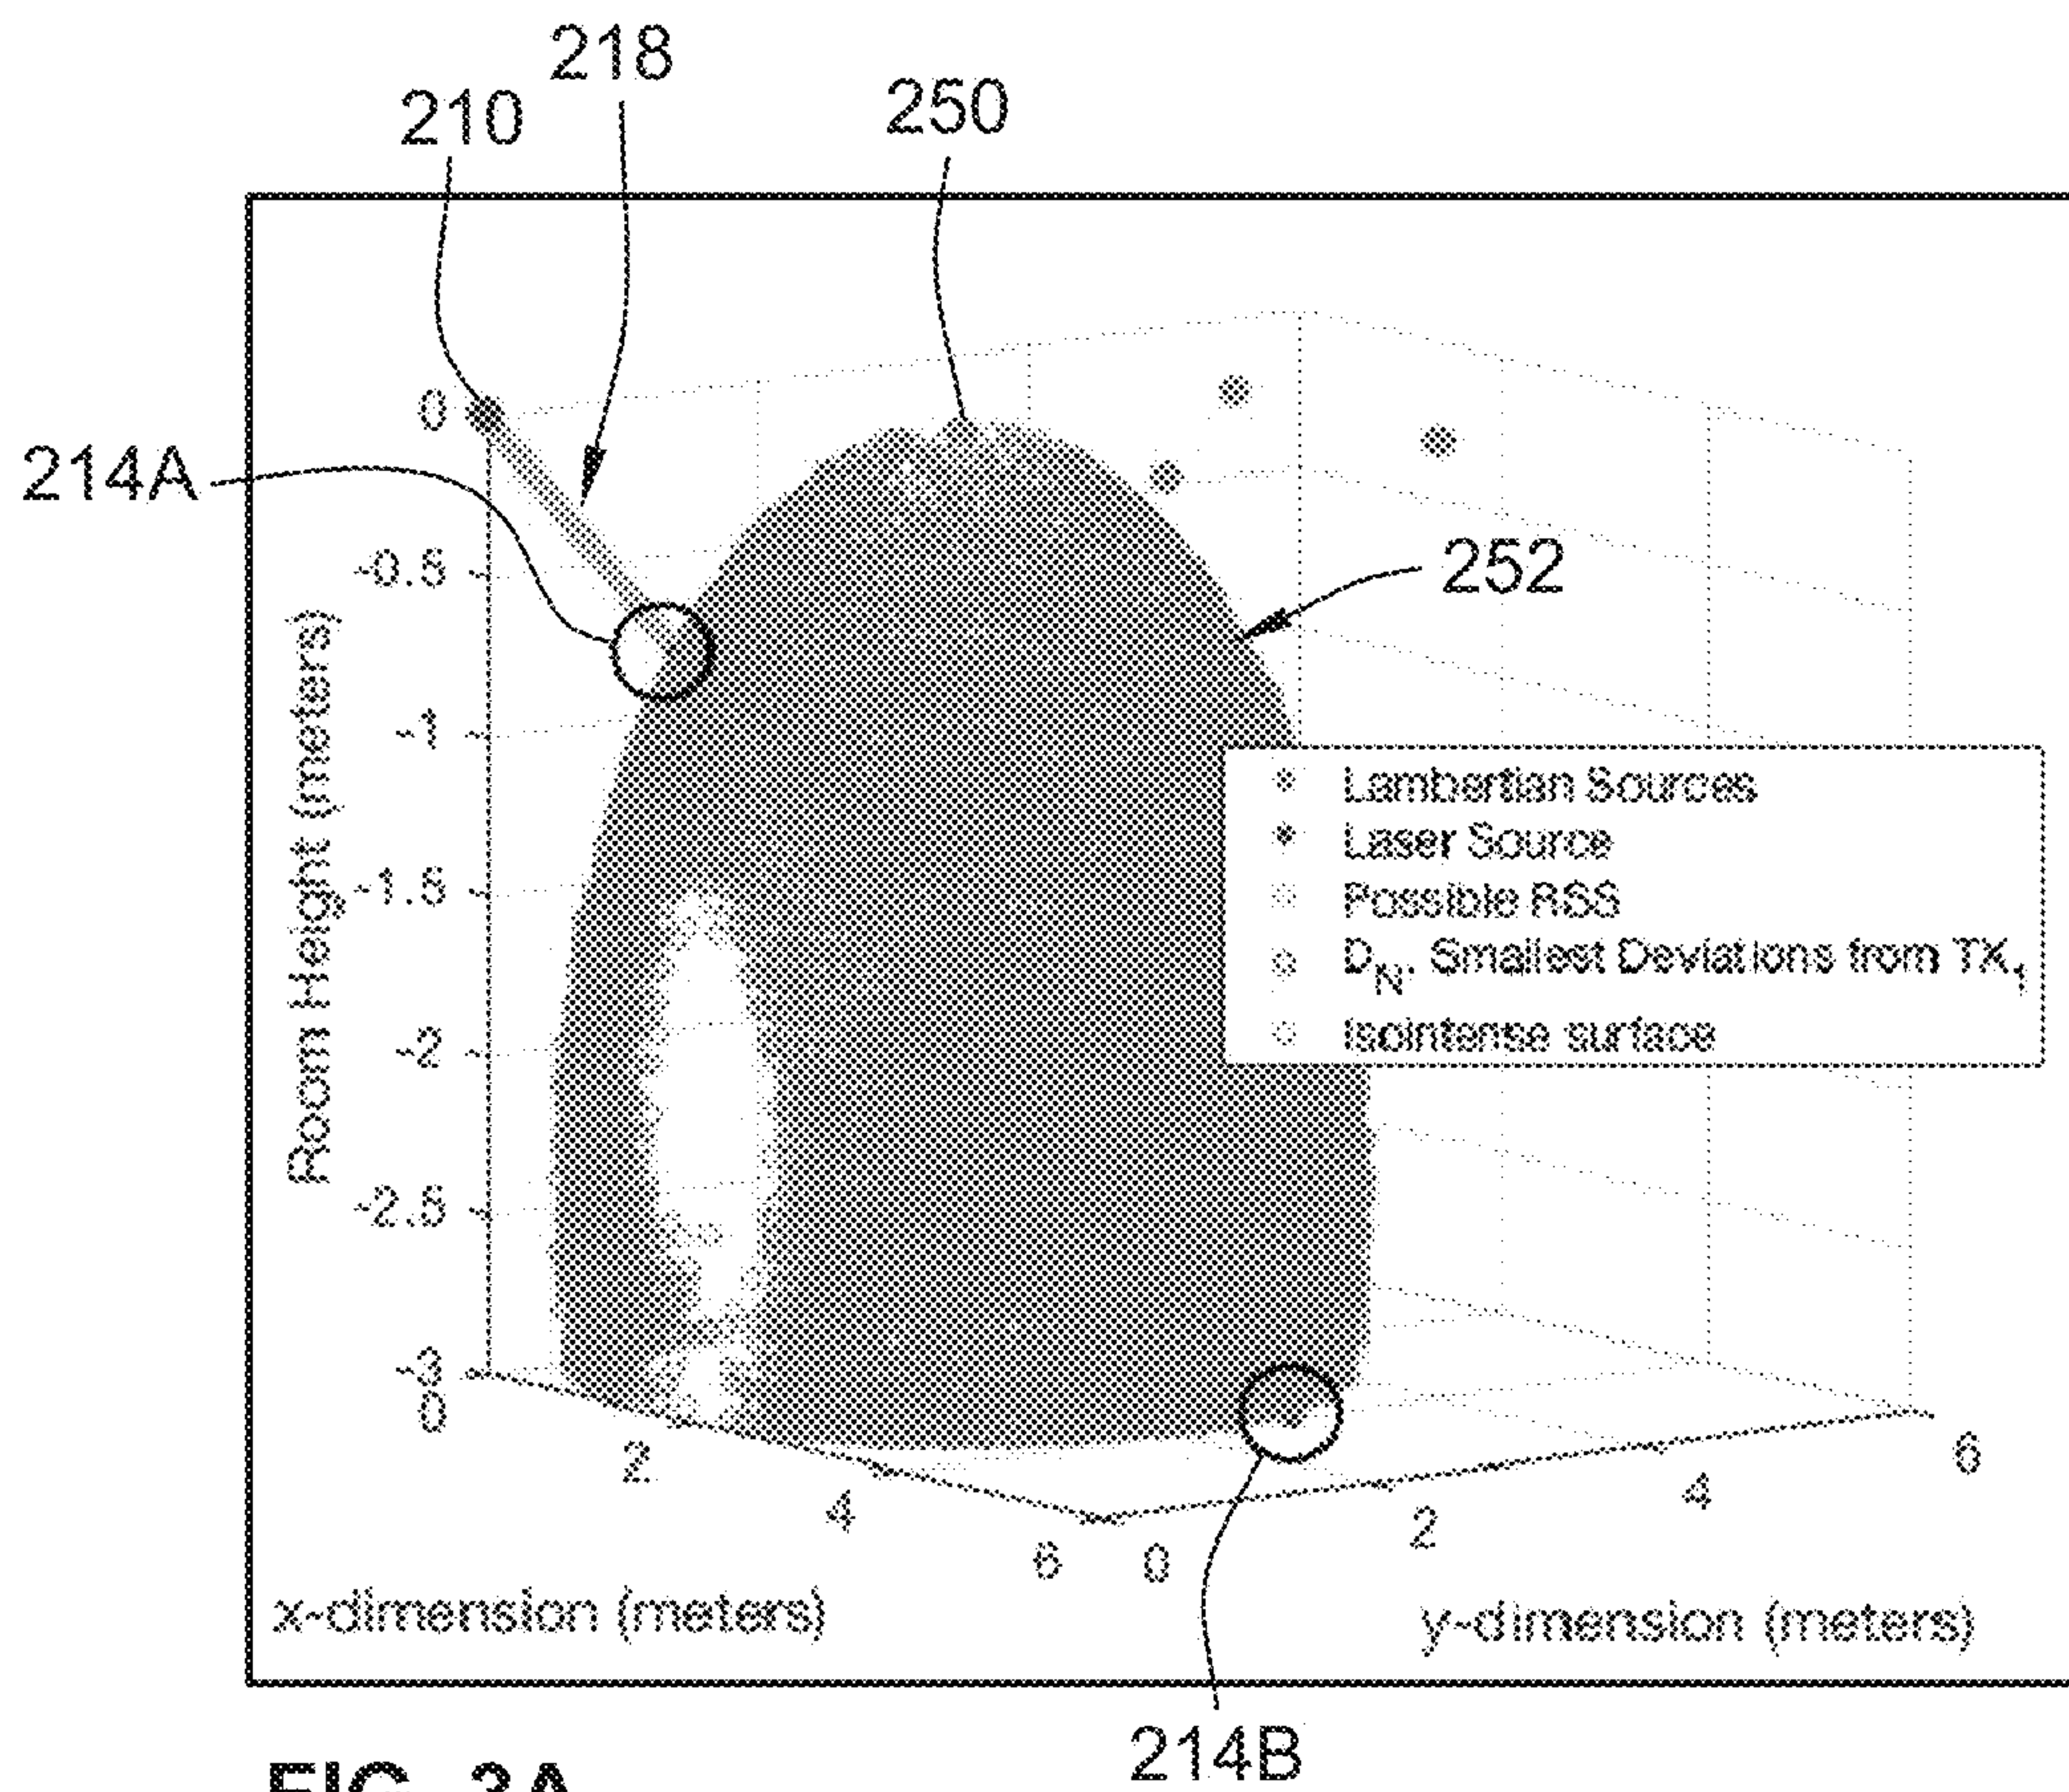 218
210
250
0
214A
-0.5
252
Room Height (meters)
-1
Lambertian Sources
Laser Source
-1.5
Possible RSS
D_N, Smallest Deviations from TX_1
-2
Isointense surface
-2.5
-3
0
2
4
6
0
2
4
6
x-dimension (meters)
y-dimension (meters)
214B
FIG. 3A